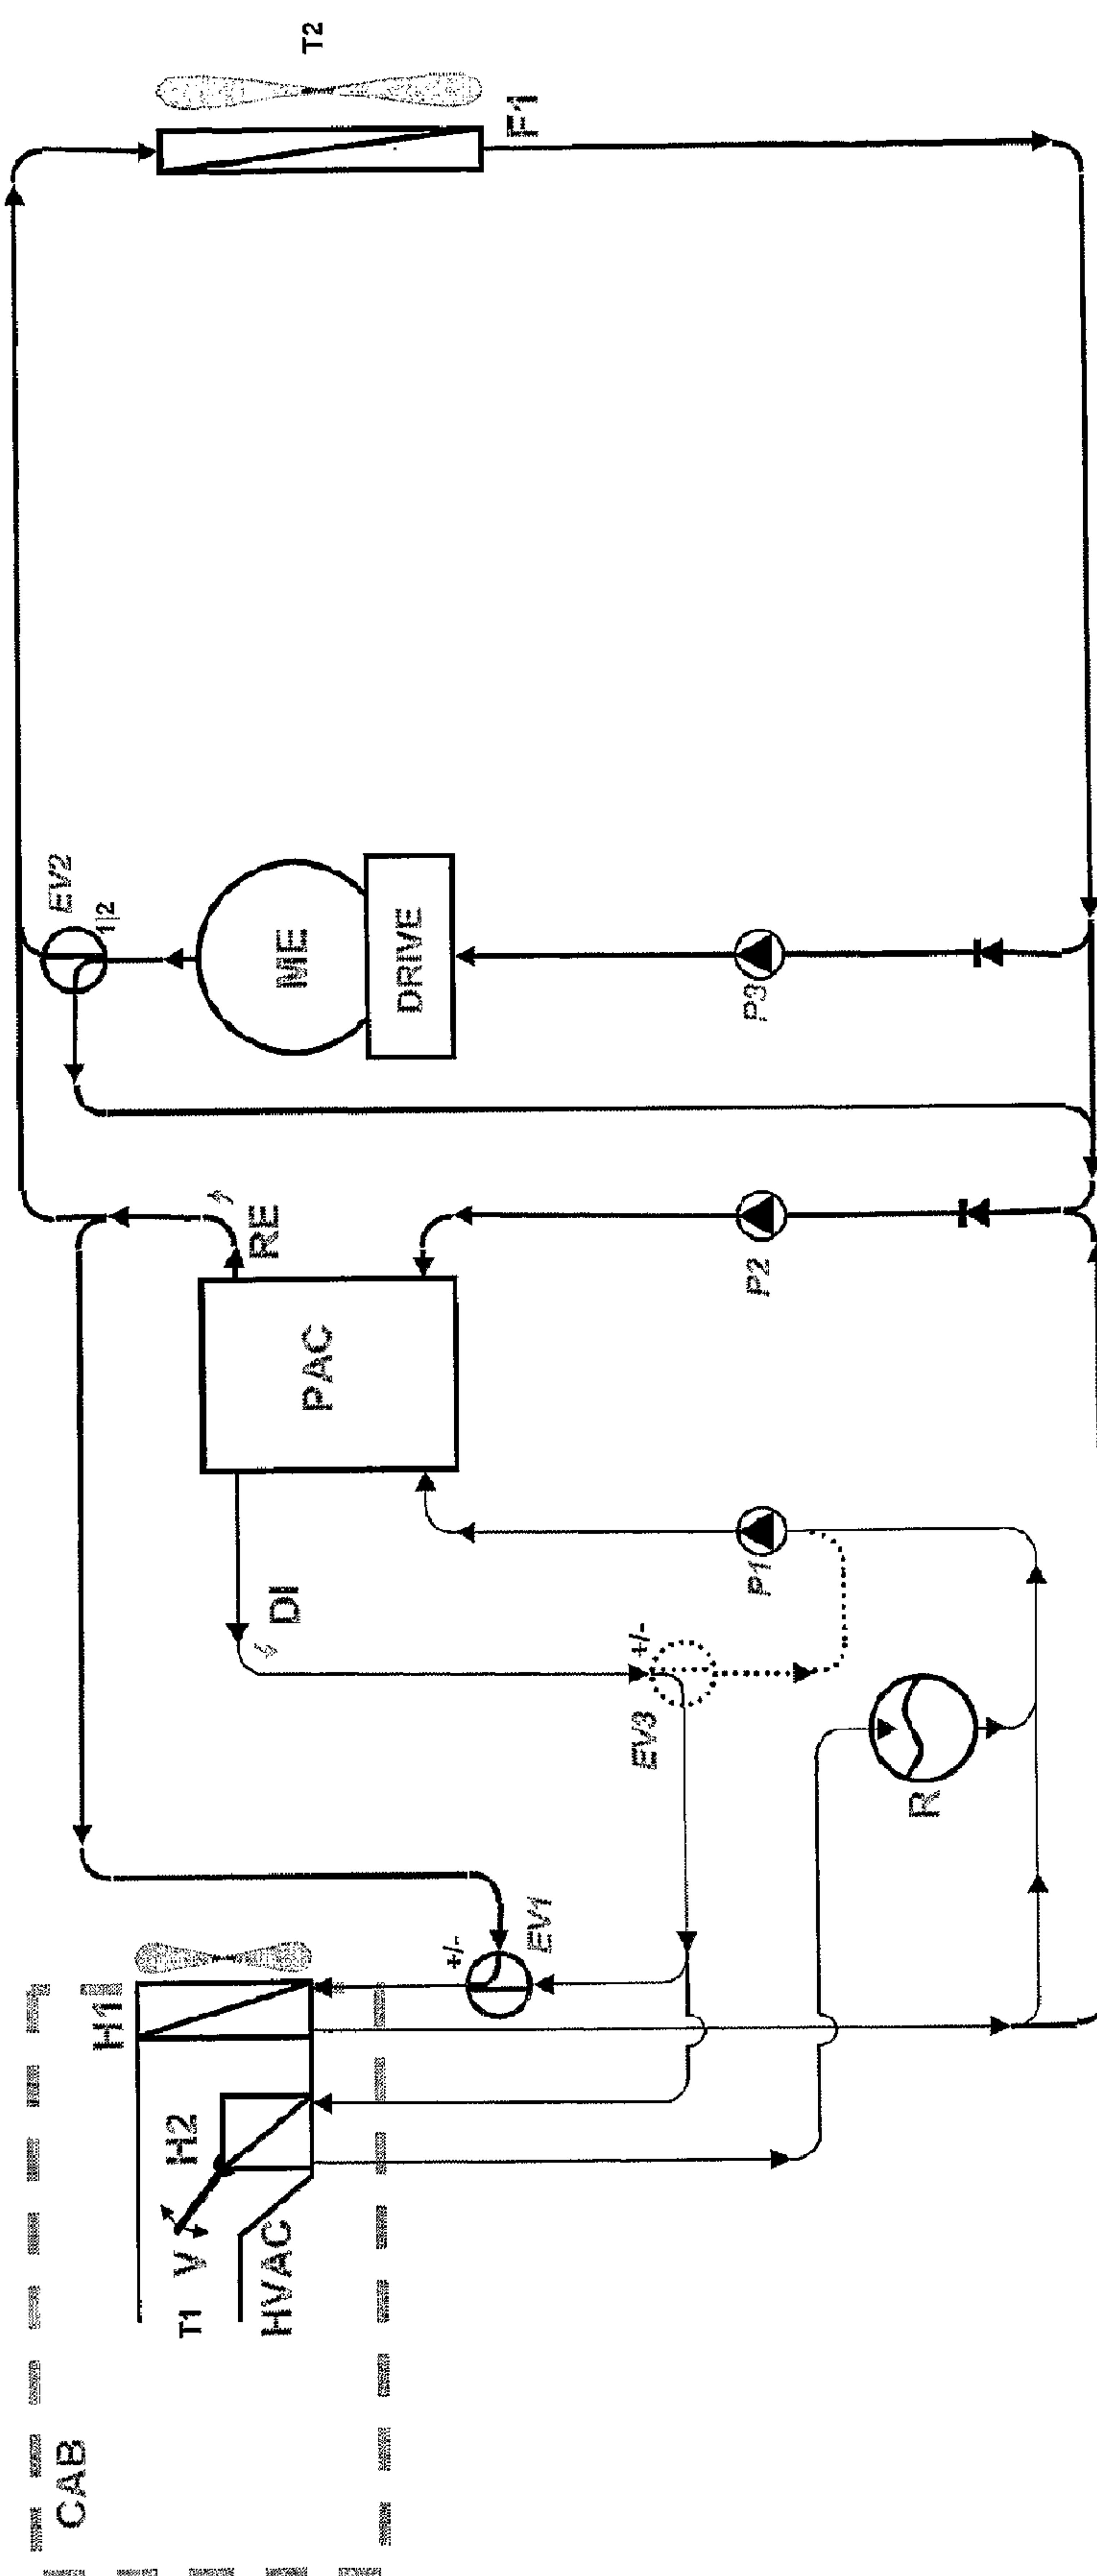 T2
F1
EV2
1|2
ME
DRIVE
P3
RE
PAC
P2
DI
P1
+/-
EV3
R
+/-
EV1
H1
H2
V
T1
HVAC
CAB